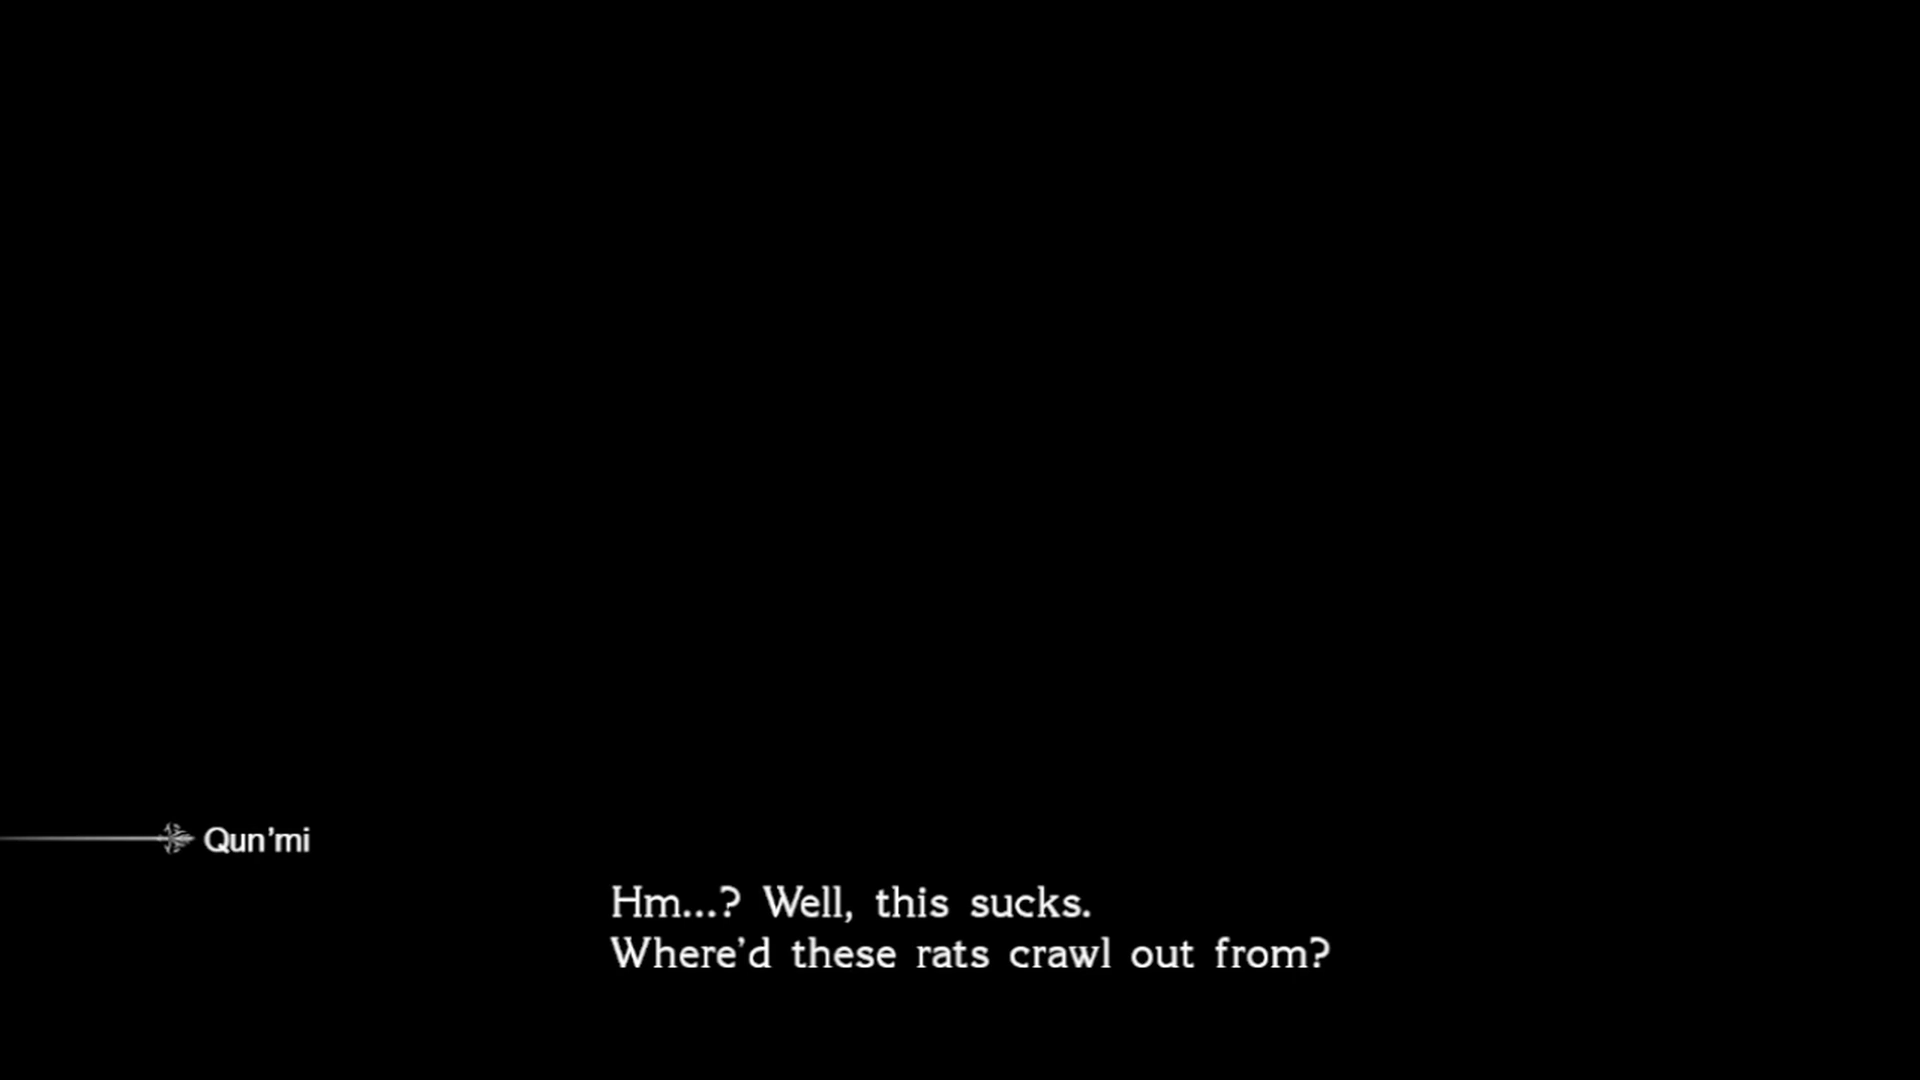 Qun’mi
Hm...? Well, this sucks.
Where’d these rats crawl out from?